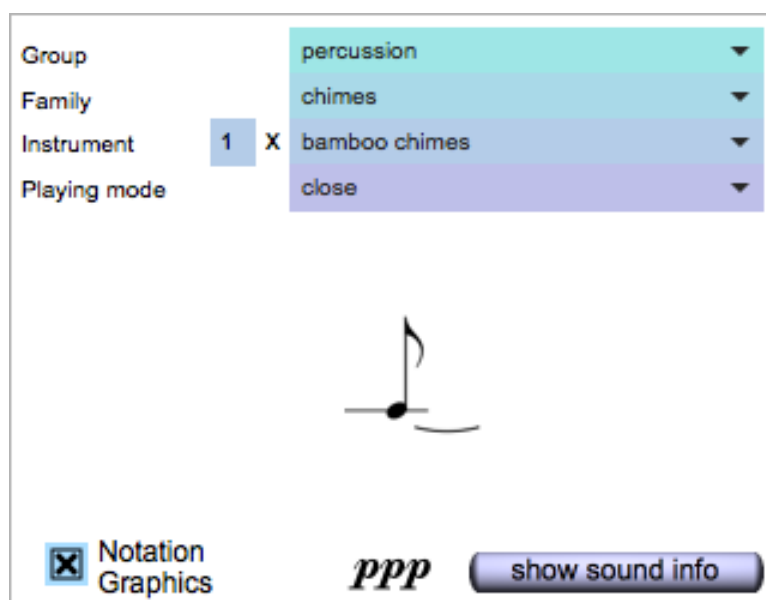 Group percussion
Family chimes
Instrument 1 X bamboo chimes
Playing mode close
Notation
Graphics
ppp show sound info